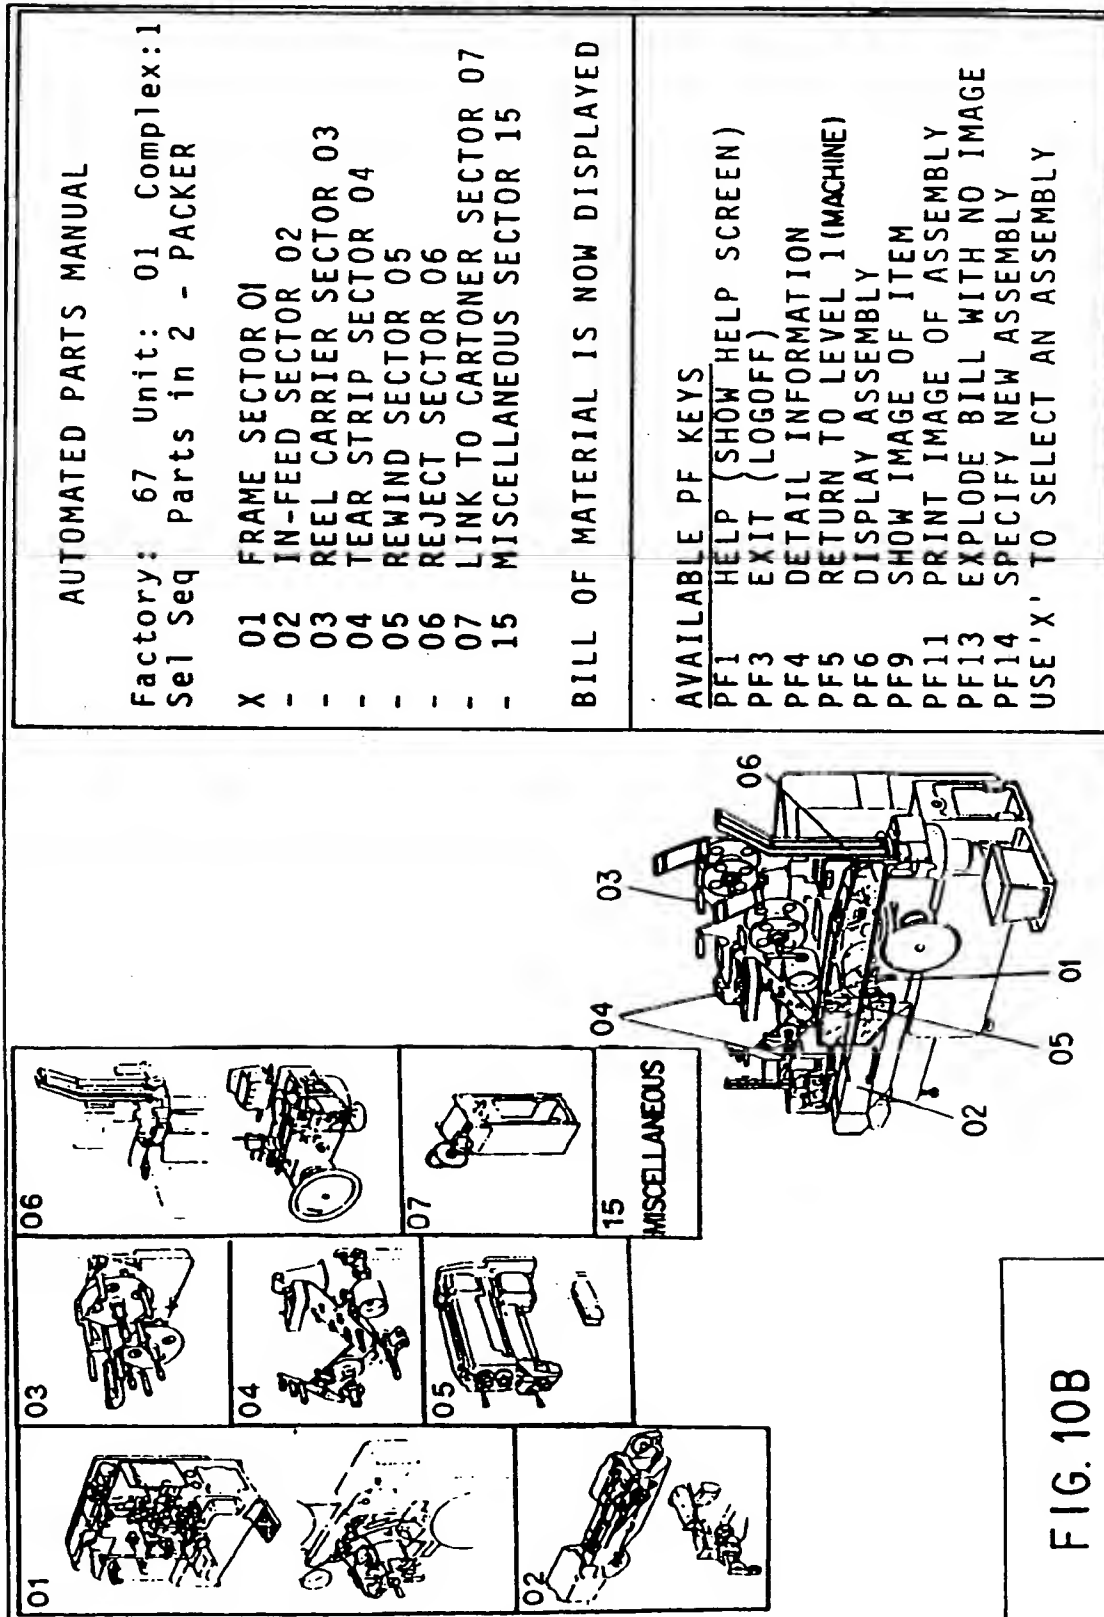 AUTOMATED PARTS MANUAL
Factory: 67 Unit: 01 Complex:1
Sel Seq Parts in 2 - PACKER
X 01 FRAME SECTOR 01
- 02 IN-FEED SECTOR 02
- 03 REEL CARRIER SECTOR 03
- 04 TEAR STRIP SECTOR 04
- 05 REWIND SECTOR 05
- 06 REJECT SECTOR 06
- 07 LINK TO CARTONER SECTOR 07
- 15 MISCELLANEOUS SECTOR 15
BILL OF MATERIAL IS NOW DISPLAYED
AVAILABLE PF KEYS
PF1 HELP (SHOW HELP SCREEN)
PF3 EXIT (LOGOFF)
PF4 DETAIL INFORMATION
PF5 RETURN TO LEVEL 1 (MACHINE)
PF6 DISPLAY ASSEMBLY
PF9 SHOW IMAGE OF ITEM
PF11 PRINT IMAGE OF ASSEMBLY
PF13 EXPLODE BILL WITH NO IMAGE
PF14 SPECIFY NEW ASSEMBLY
USE 'X' TO SELECT AN ASSEMBLY
01
03
06
04
02
05
07
15
MISCELLANEOUS
04
03
06
02
05
01
FIG. 10B